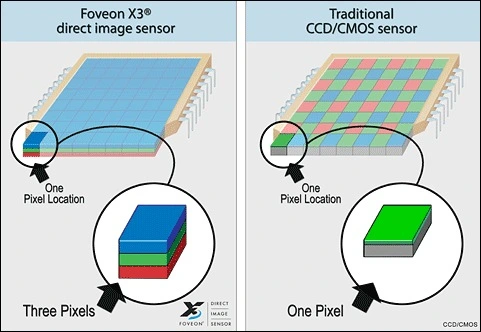 Foveon X3®
direct image sensor
One
Pixel Location
Three Pixels
X3
FOVEON®
DIRECT
IMAGE
SENSOR
Traditional
CCD/CMOS sensor
One
Pixel Location
One Pixel
CCD/CMOS